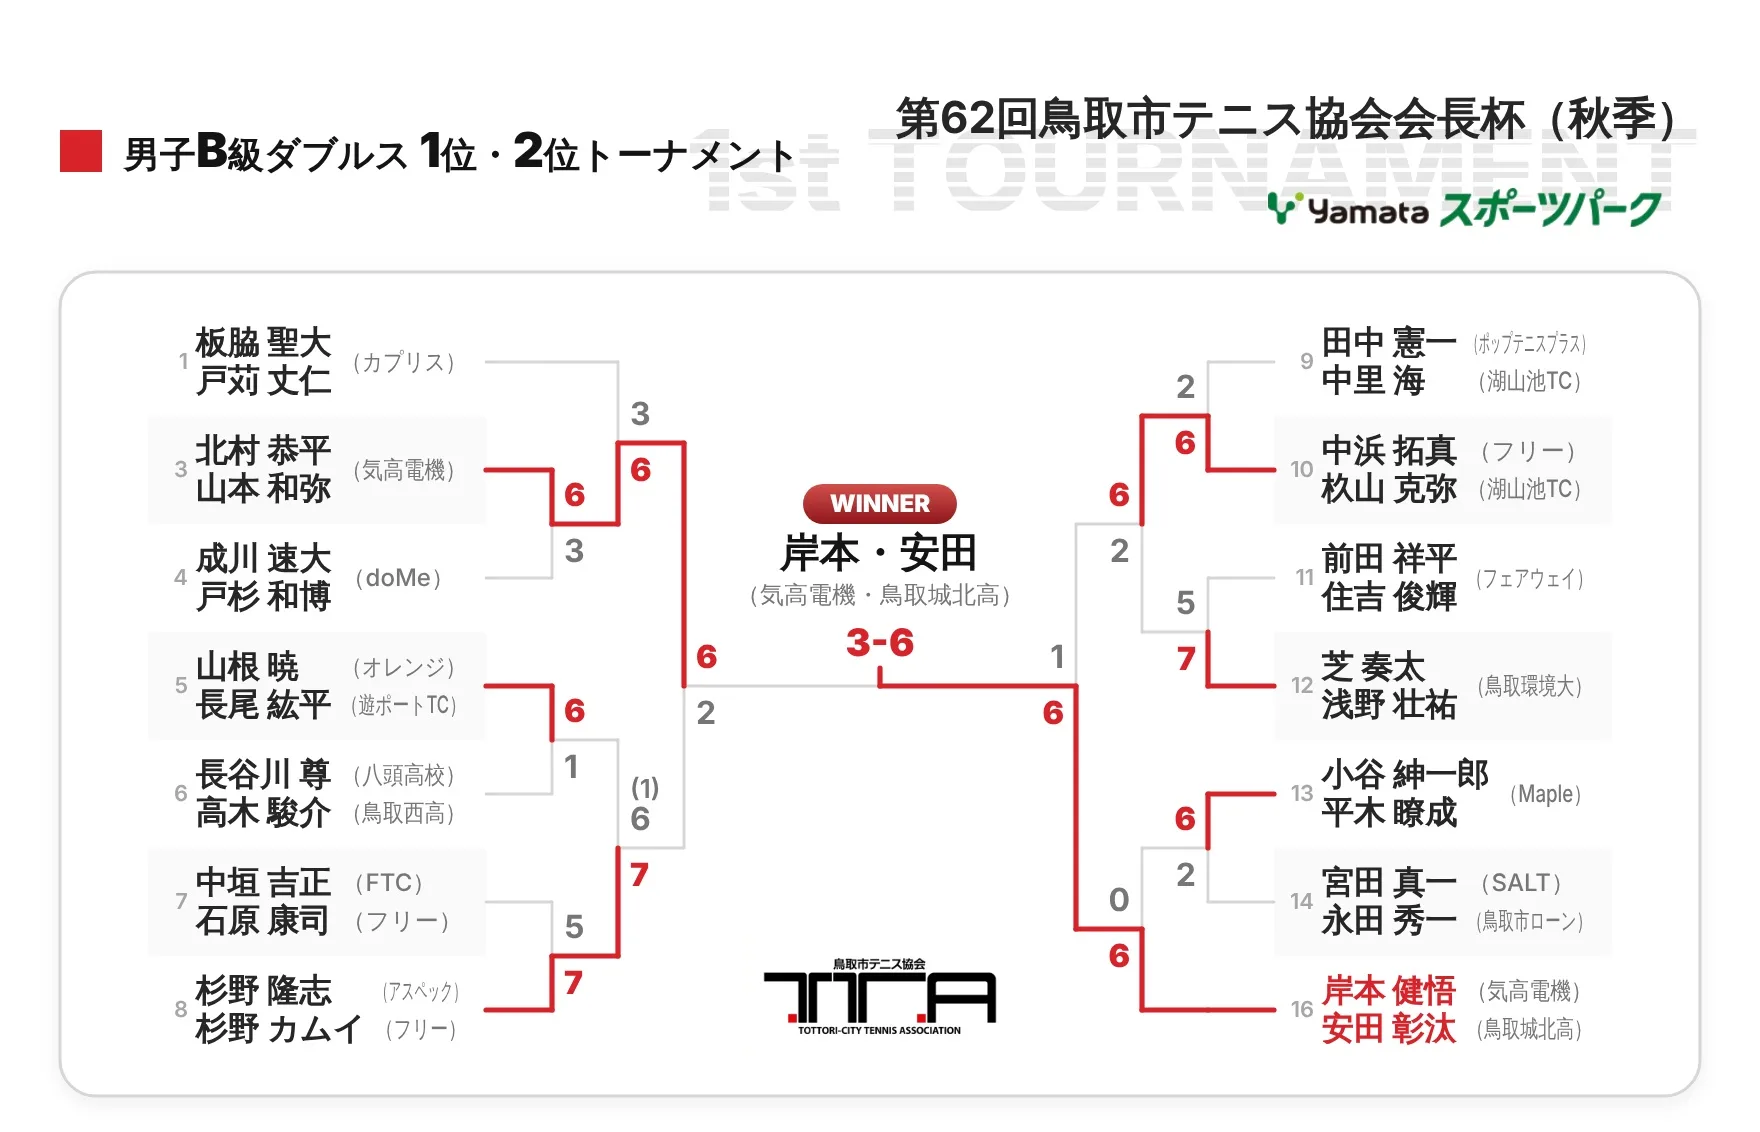 第62回鳥取市テニス協会会長杯（秋季）
1st TOURNAMENT
男子B級ダブルス 1位・2位トーナメント
Yamata スポーツパーク
1 板脇 聖大 （カプリス）
戸苅 丈仁
3 北村 恭平 （気高電機）
山本 和弥
4 成川 速大 （doMe）
戸杉 和博
5 山根 暁 （オレンジ）
長尾 紘平 （遊ポートTC）
6 長谷川 尊 （八頭高校）
高木 駿介 （鳥取西高）
7 中垣 吉正 （FTC）
石原 康司 （フリー）
8 杉野 隆志 （アスペック）
杉野 カムイ （フリー）
3
6
6
3
6
1
(1)
6
7
5
7
6
2
WINNER
岸本・安田
（気高電機・鳥取城北高）
3-6
鳥取市テニス協会
TTA
TOTTORI-CITY TENNIS ASSOCIATION
1
6
2
6
6
2
5
7
6
2
0
6
9 田中 憲一 （ポップテニスプラス）
中里 海 （湖山池TC）
10 中浜 拓真 （フリー）
杁山 克弥 （湖山池TC）
11 前田 祥平 （フェアウェイ）
住吉 俊輝
12 芝 奏太 （鳥取環境大）
浅野 壮祐
13 小谷 紳一郎 （Maple）
平木 瞭成
14 宮田 真一 （SALT）
永田 秀一 （鳥取市ローン）
16 岸本 健悟 （気高電機）
安田 彰汰 （鳥取城北高）